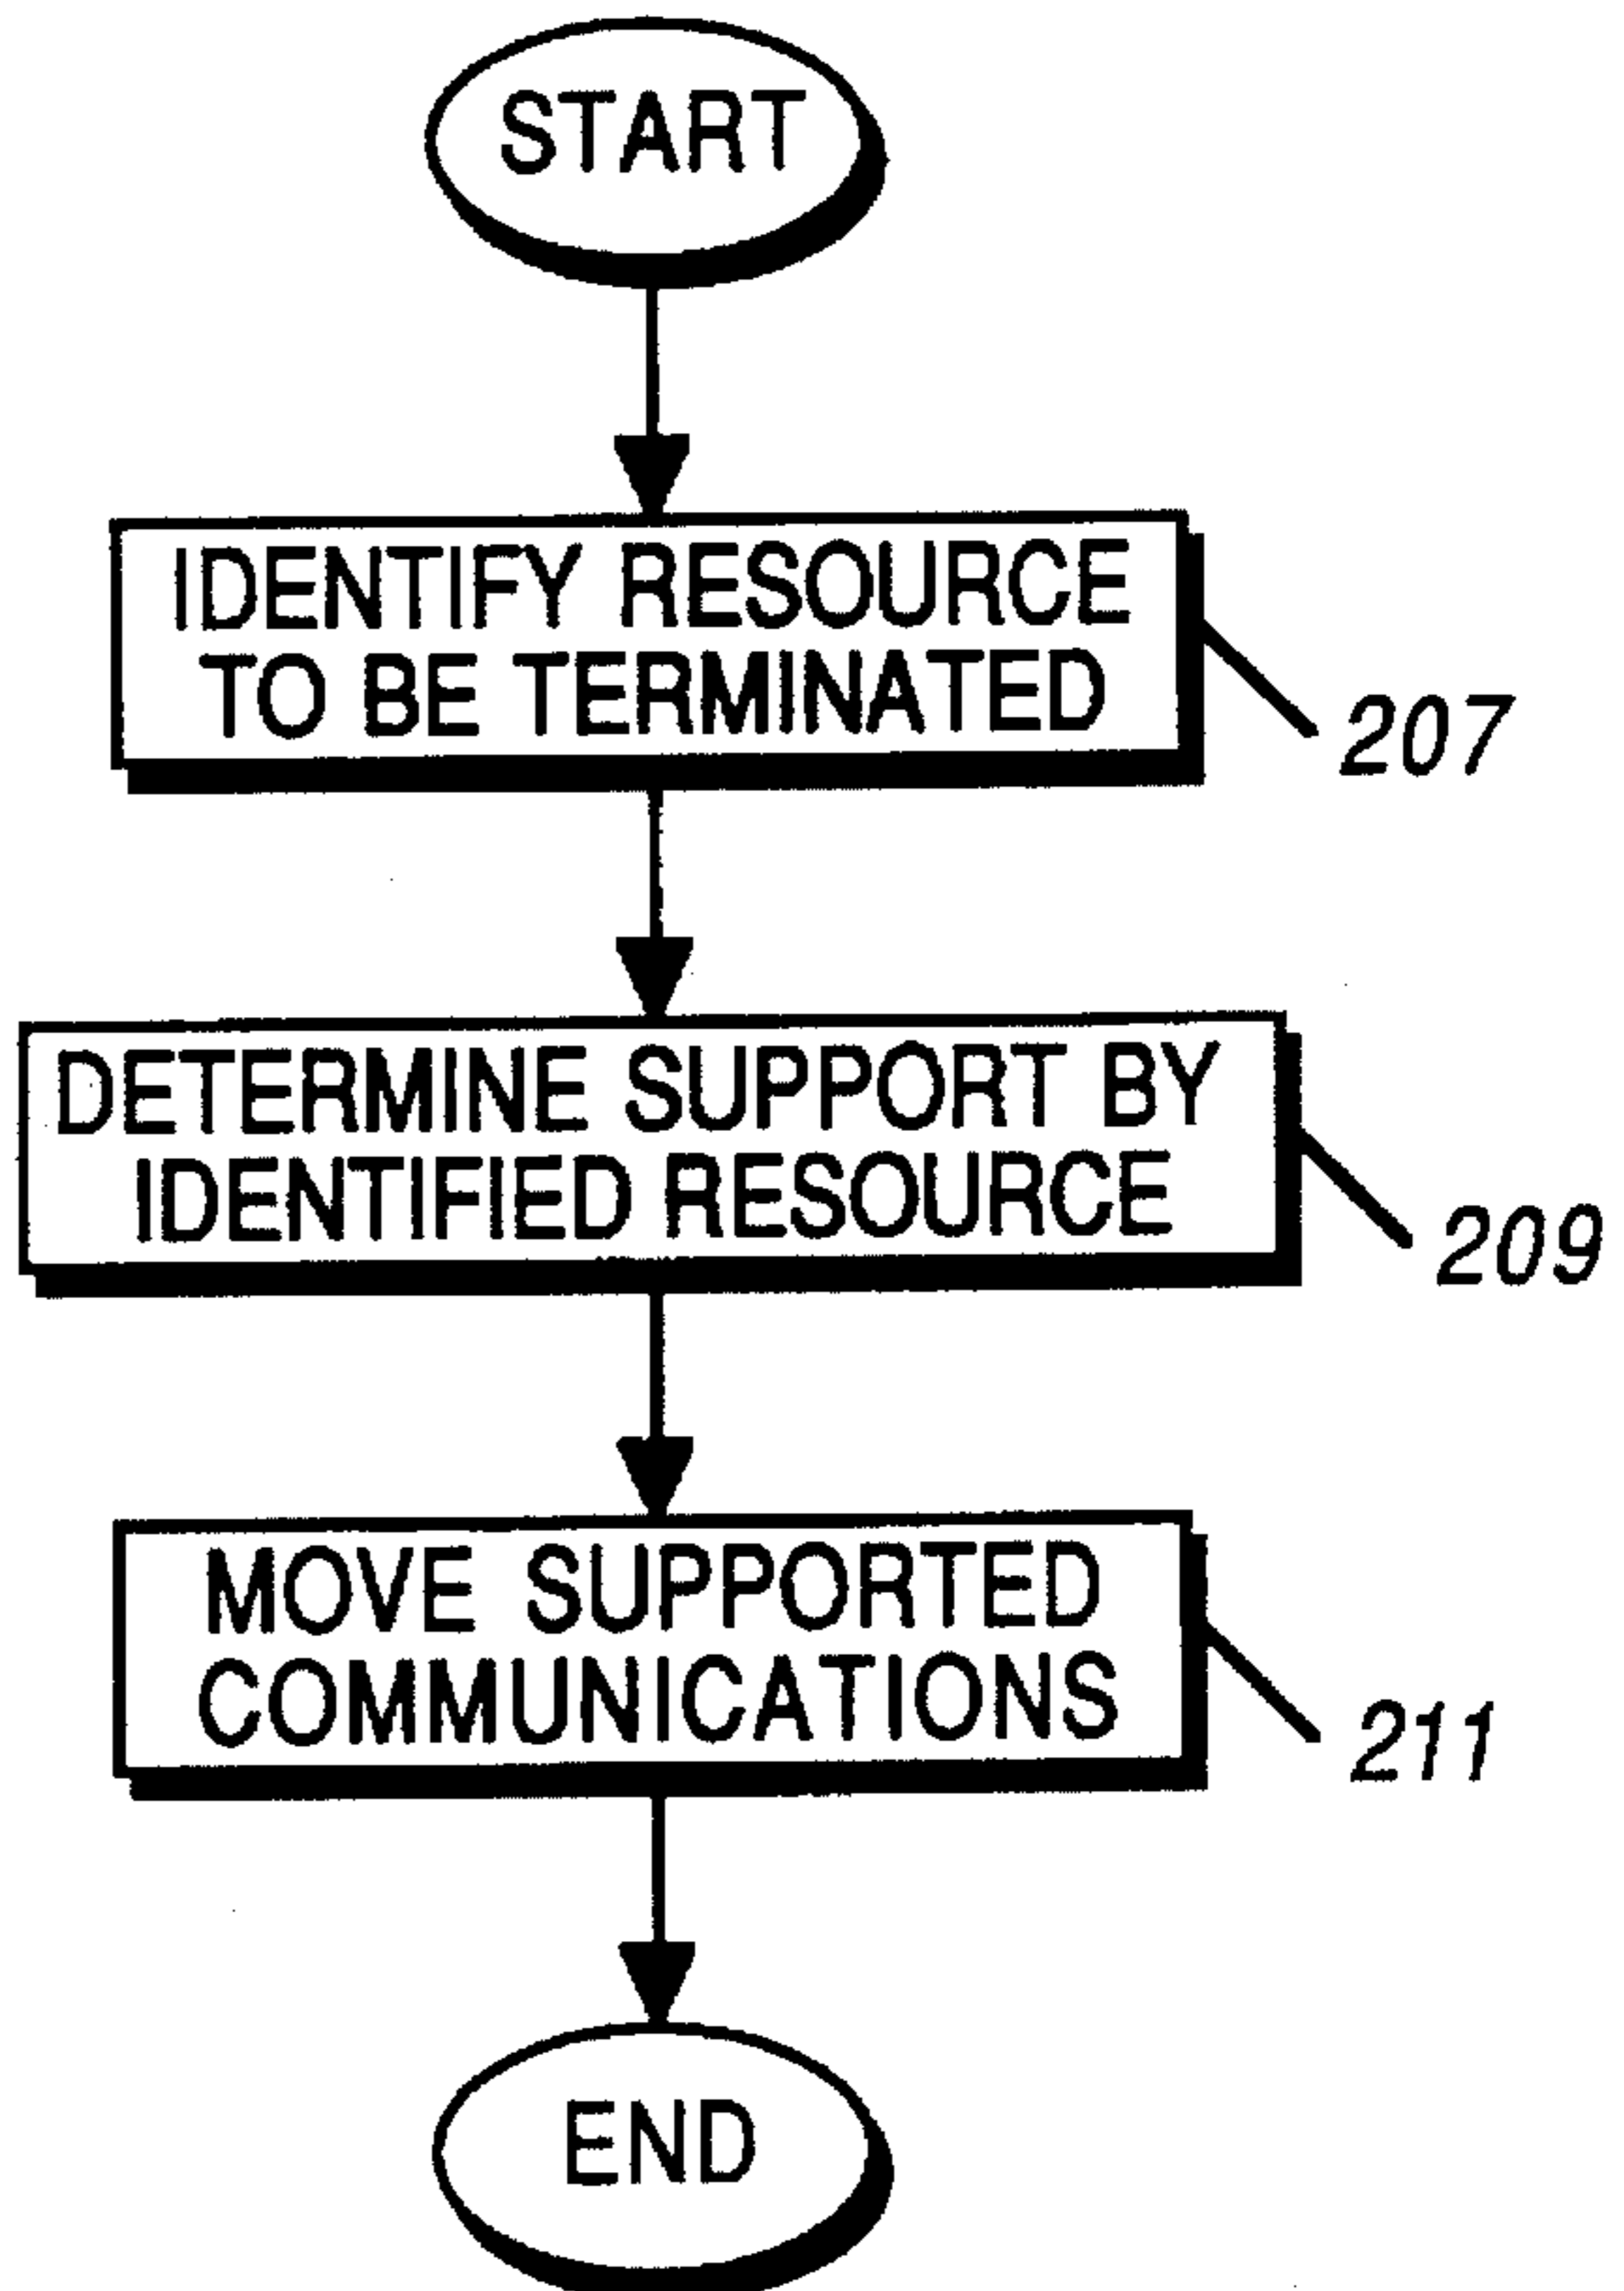 START
IDENTIFY RESOURCE
TO BE TERMINATED
207
DETERMINE SUPPORT BY
IDENTIFIED RESOURCE
209
MOVE SUPPORTED
COMMUNICATIONS
211
END